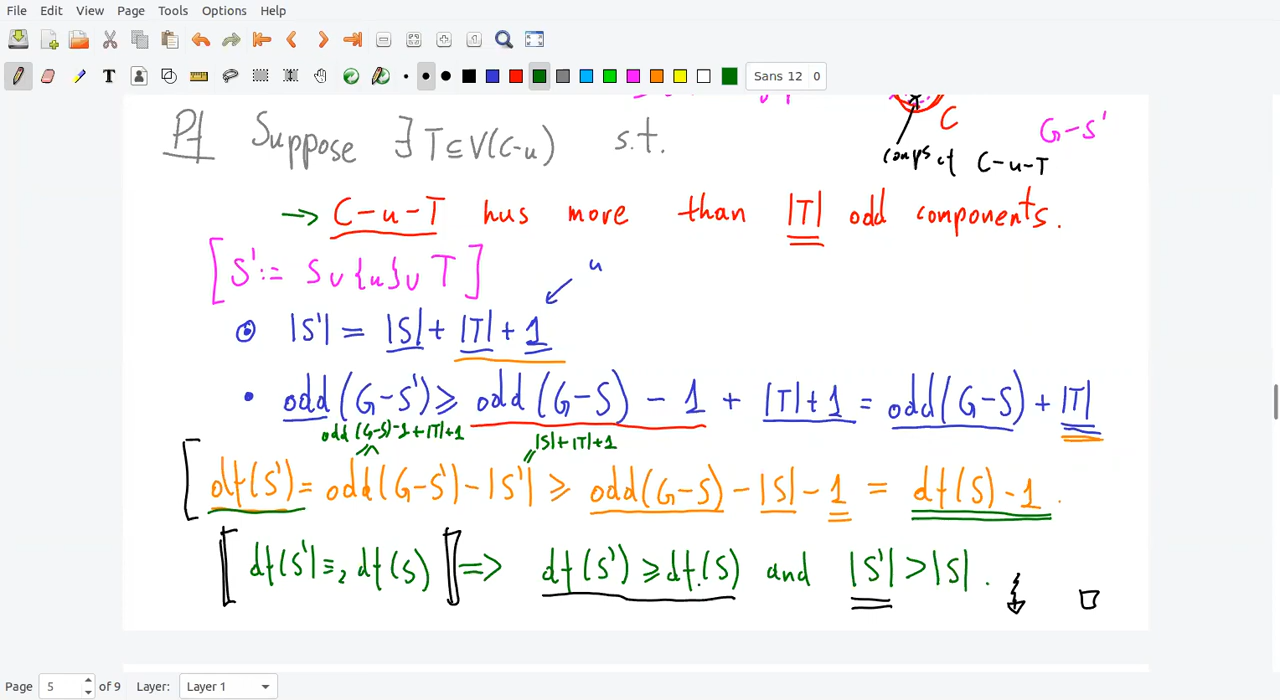 File Edit View Page Tools Options Help
Sans 12 0
C
G-S'
Pf Suppose ∃T⊆V(C-u) s.t.
comps of C-u-T
→ C-u-T hus more than |T| odd components.
[S' := S∪{u}∪T]
u
|S'| = |S| + |T| + 1
• odd(G-S') ⩾ odd(G-S) - 1 + |T|+1 = odd(G-S) + |T|
odd(G-S)-1+|T|+1
|S|+|T|+1
[df(S') = odd(G-S')-|S'| ⩾ odd(G-S)-|S|-1 = df(S)-1.
[df(S') ≡₂ df(S)] => df(S') ⩾ df(S) and |S'| > |S|.
Page 5 of 9 Layer: Layer 1